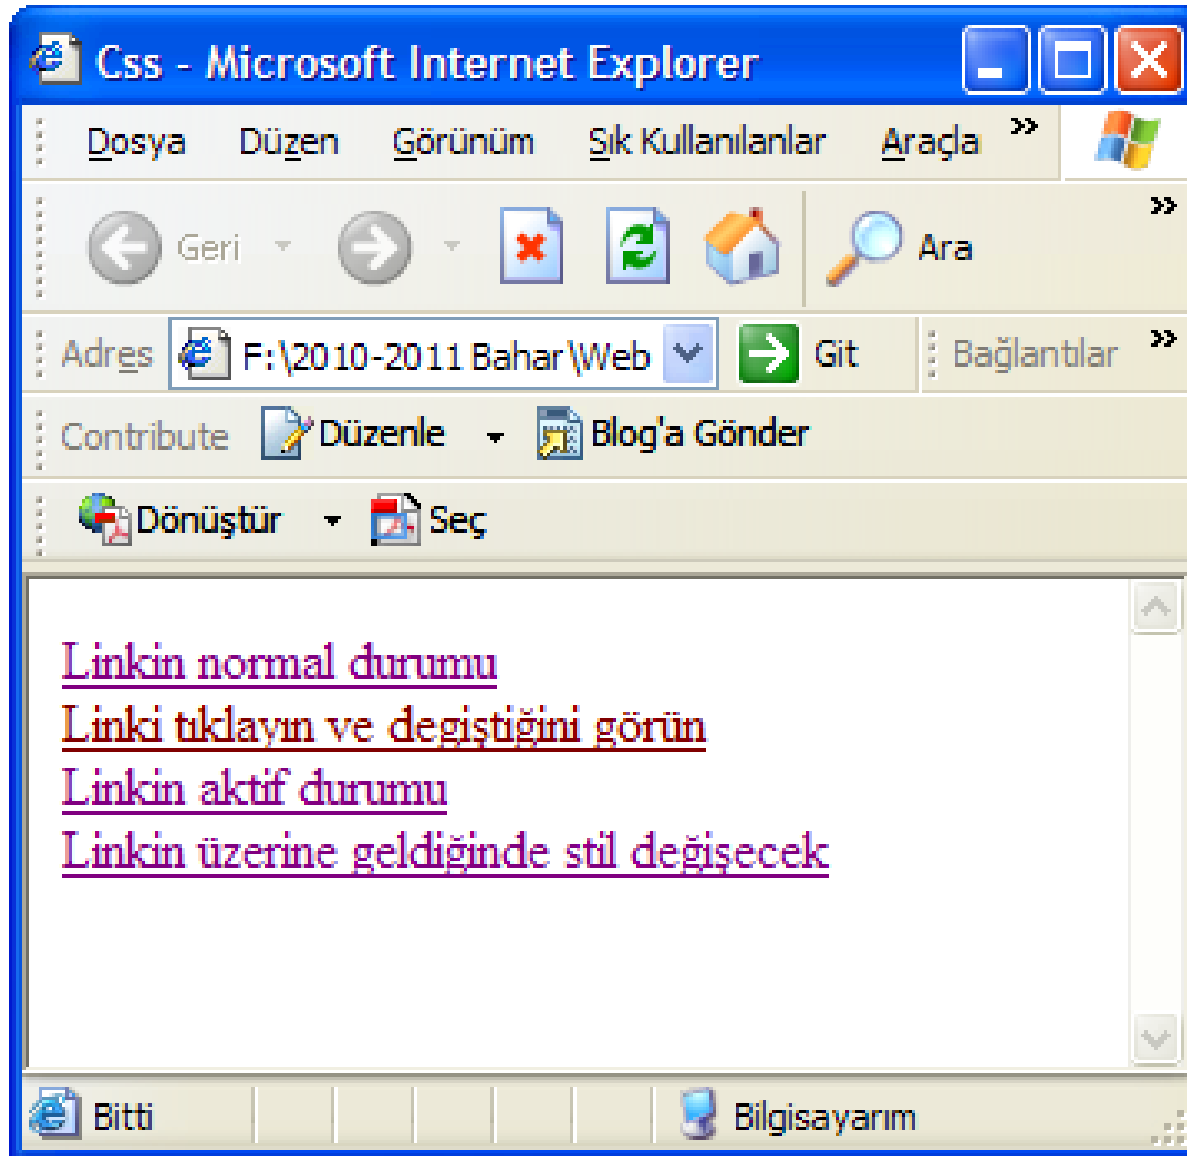 Css - Microsoft Internet Explorer
Dosya Düzen Görünüm Sık Kullanılanlar Araçla »
Geri Ara »
Adres F:\2010-2011 Bahar\Web Git Bağlantılar »
Contribute Düzenle Blog'a Gönder
Dönüştür Seç
Linkin normal durumu
Linki tıklayın ve degiştiğini görün
Linkin aktif durumu
Linkin üzerine geldiğinde stil değişecek
Bitti Bilgisayarım